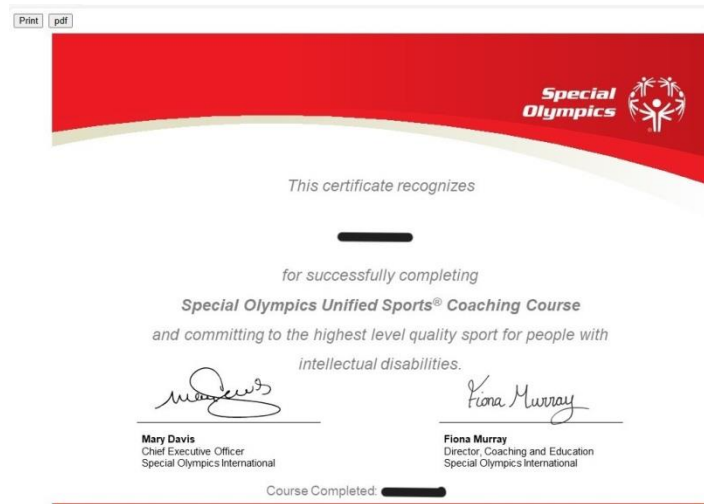 Print pdf
Special
Olympics
This certificate recognizes
for successfully completing
Special Olympics Unified Sports® Coaching Course
and committing to the highest level quality sport for people with
intellectual disabilities.
Fiona Murray
Mary Davis
Chief Executive Officer
Special Olympics International
Fiona Murray
Director, Coaching and Education
Special Olympics International
Course Completed: